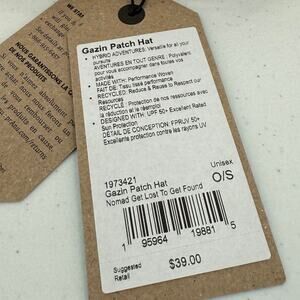 Gazin Patch Hat
• HYBRID ADVENTURES: Versatile for all your
pursuits
AVENTURES EN TOUT GENRE : Polyvalent
pour vous accompagner dans toutes vos
activités
• MADE WITH: Performance Woven
FAIT DE: Tissu tissé performance
• RECYCLED: Reduce & Reuse to Respect our
Resources
RECYCLÉ : Protection de nos ressources avec
la réduction et le réemploi
• DESIGNED WITH: UPF 50+ Excellent Rated
Sun Protection
DÉTAIL DE CONCEPTION: FPRUV 50+
Excellente protection contre les rayons UV
1973421
Gazin Patch Hat
Nomad Get Lost To Get Found
Unisex
O/S
1 95964 19881 5
Suggested
Retail
$39.00
NOUS GARANTISSONS LA